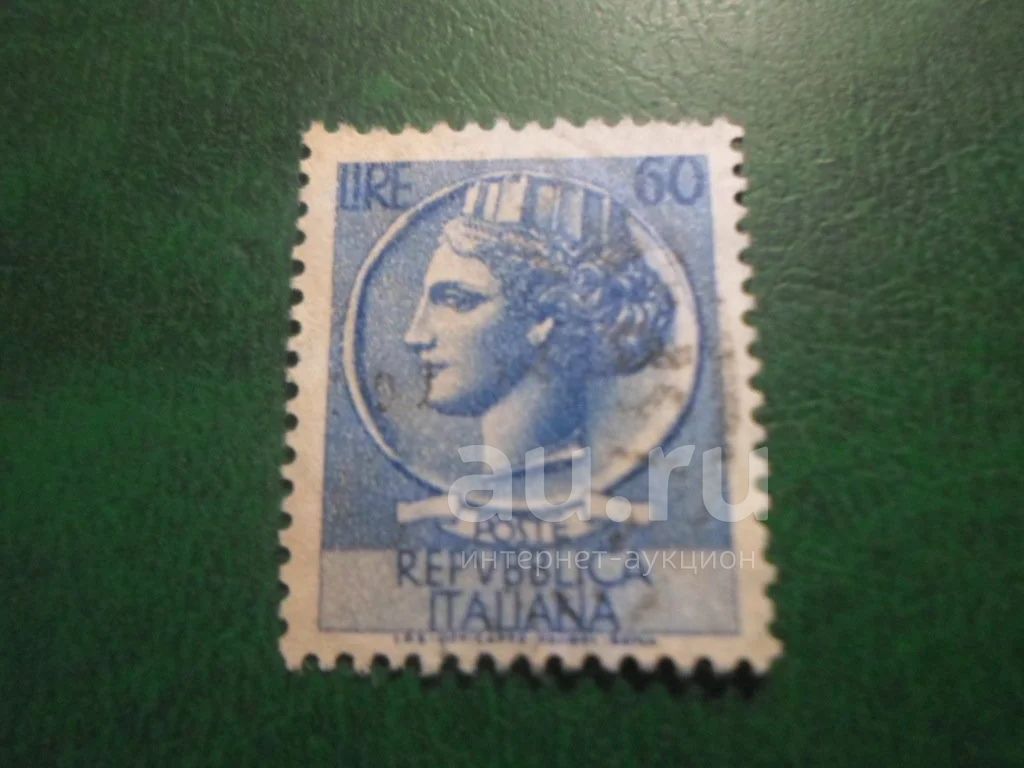 LIRE 60
POSTE
REPVBBLICA
ITALIANA
au.ru
интернет-аукцион